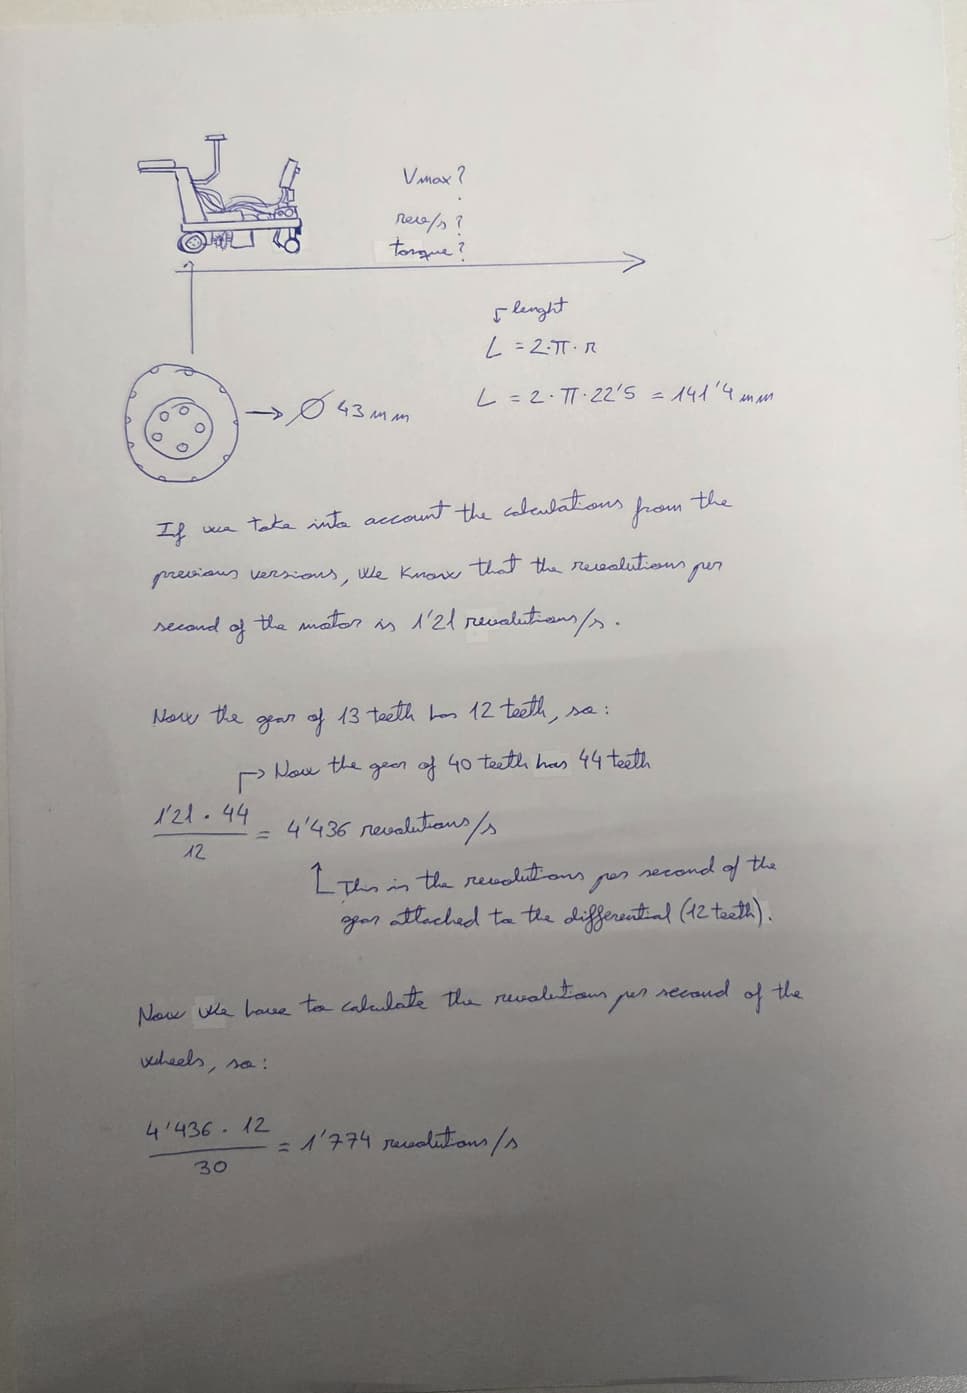 Vmax?
rev/s?
torque?
lenght
L = 2·π·r
L = 2·π·22'5 = 141'4 mm
Ø 43 mm
If we take into account the calculations from the
previous versions, we know that the revolutions per
second of the motor is 1'21 revolutions/s.
Now the gear of 13 teeth has 12 teeth, so:
Now the gear of 40 teeth has 44 teeth
1'21 · 44 / 12 = 4'436 revolutions/s
This is the revolutions per second of the
gear attached to the differential (12 teeth).
Now we have to calculate the revolutions per second of the
wheels, so:
4'436 · 12 / 30 = 1'774 revolutions/s